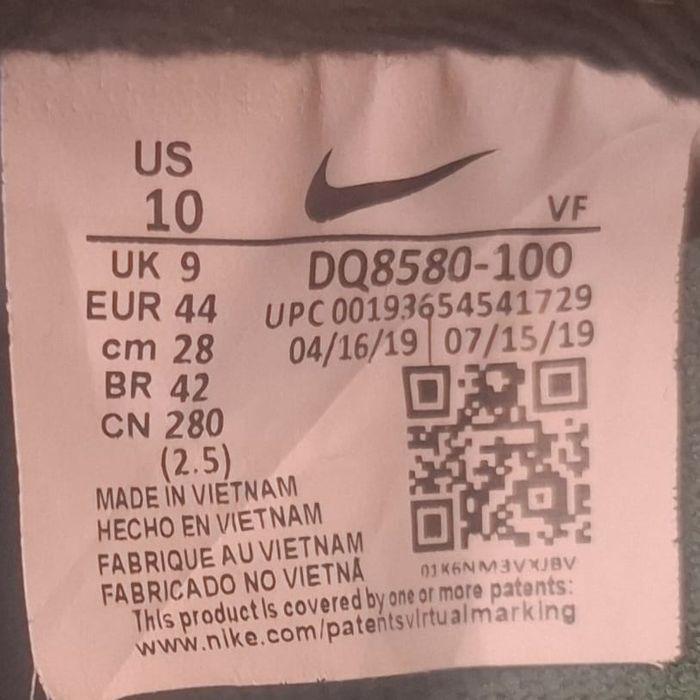 US
10
VF
UK 9
DQ8580-100
EUR 44
UPC 00193654541729
cm 28
04/16/19 | 07/15/19
BR 42
CN 280
(2.5)
MADE IN VIETNAM
HECHO EN VIETNAM
FABRIQUE AU VIETNAM
FABRICADO NO VIETNÃ
01K6NM3VXJBV
This product is covered by one or more patents:
www.nike.com/patentsvirtualmarking